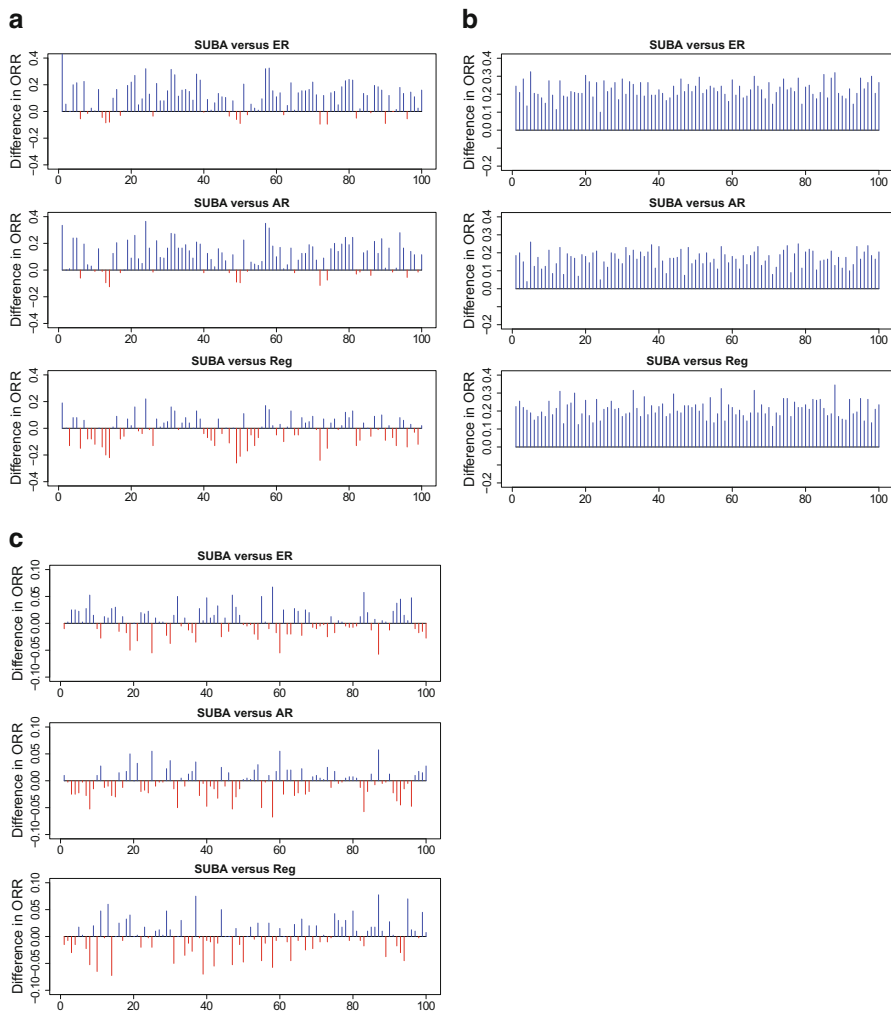 a
SUBA versus ER
Difference in ORR
0.4
0.2
0.0
−0.2
−0.4
0 20 40 60 80 100
SUBA versus AR
Difference in ORR
0.4
0.2
0.0
−0.2
−0.4
0 20 40 60 80 100
SUBA versus Reg
Difference in ORR
0.4
0.2
0.0
−0.2
−0.4
0 20 40 60 80 100
b
SUBA versus ER
Difference in ORR
−0.2 0.0 0.1 0.2 0.3 0.4
0 20 40 60 80 100
SUBA versus AR
Difference in ORR
−0.2 0.0 0.1 0.2 0.3 0.4
0 20 40 60 80 100
SUBA versus Reg
Difference in ORR
−0.2 0.0 0.1 0.2 0.3 0.4
0 20 40 60 80 100
c
SUBA versus ER
Difference in ORR
−0.10 −0.05 0.00 0.05 0.10
0 20 40 60 80 100
SUBA versus AR
Difference in ORR
−0.10 −0.05 0.00 0.05 0.10
0 20 40 60 80 100
SUBA versus Reg
Difference in ORR
−0.10 −0.05 0.00 0.05 0.10
0 20 40 60 80 100